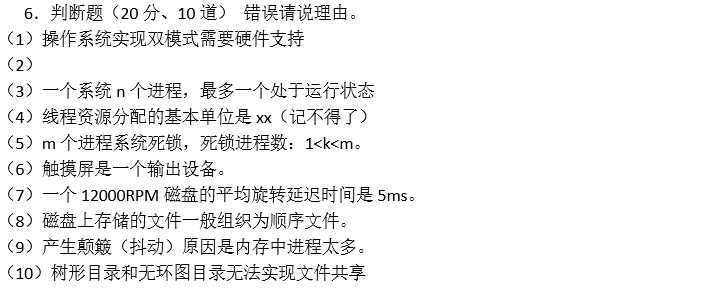 6. 判断题（20 分、10 道） 错误请说理由。
（1）操作系统实现双模式需要硬件支持
（2）
（3）一个系统 n 个进程，最多一个处于运行状态
（4）线程资源分配的基本单位是 xx（记不得了）
（5）m 个进程系统死锁，死锁进程数：1<k<m。
（6）触摸屏是一个输出设备。
（7）一个 12000RPM 磁盘的平均旋转延迟时间是 5ms。
（8）磁盘上存储的文件一般组织为顺序文件。
（9）产生颠簸（抖动）原因是内存中进程太多。
（10）树形目录和无环图目录无法实现文件共享